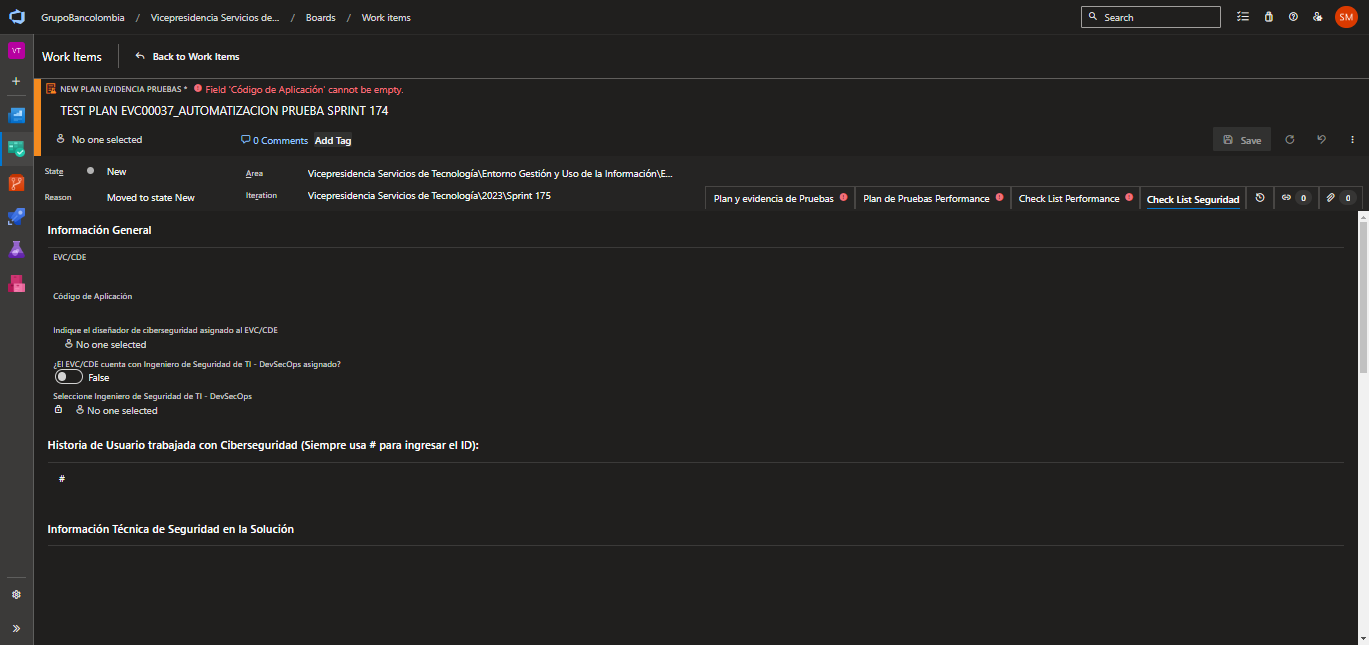 GrupoBancolombia / Vicepresidencia Servicios de... / Boards / Work items
Search
SM
VT
Work Items
Back to Work Items
NEW PLAN EVIDENCIA PRUEBAS * Field 'Código de Aplicación' cannot be empty.
TEST PLAN EVC00037_AUTOMATIZACION PRUEBA SPRINT 174
No one selected
0 Comments
Add Tag
Save
State
New
Area
Vicepresidencia Servicios de Tecnología\Entorno Gestión y Uso de la Información\E...
Reason
Moved to state New
Iteration
Vicepresidencia Servicios de Tecnología\2023\Sprint 175
Plan y evidencia de Pruebas
Plan de Pruebas Performance
Check List Performance
Check List Seguridad
0
0
Información General
EVC/CDE
Código de Aplicación
Indique el diseñador de ciberseguridad asignado al EVC/CDE
No one selected
¿El EVC/CDE cuenta con Ingeniero de Seguridad de TI - DevSecOps asignado?
False
Seleccione Ingeniero de Seguridad de TI - DevSecOps
No one selected
Historia de Usuario trabajada con Ciberseguridad (Siempre usa # para ingresar el ID):
#
Información Técnica de Seguridad en la Solución